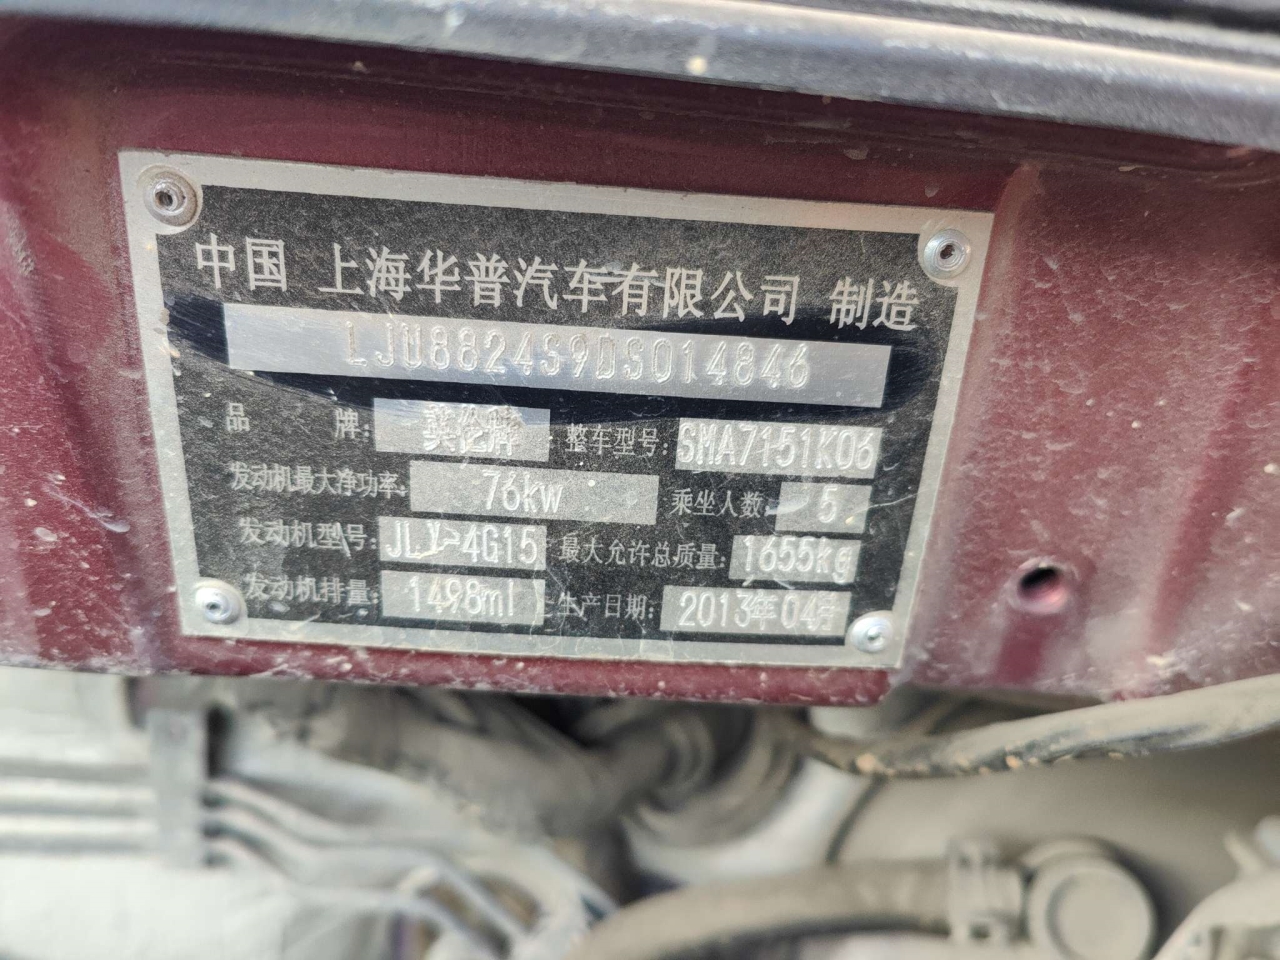 中国 上海华普汽车有限公司 制造
LJU8824S9DS014846
品 牌: 英伦牌 整车型号: SMA7151K06
发动机最大净功率: 76kw 乘坐人数: 5
发动机型号: JLY-4G15 最大允许总质量: 1655kg
发动机排量: 1498ml 生产日期: 2013年04月